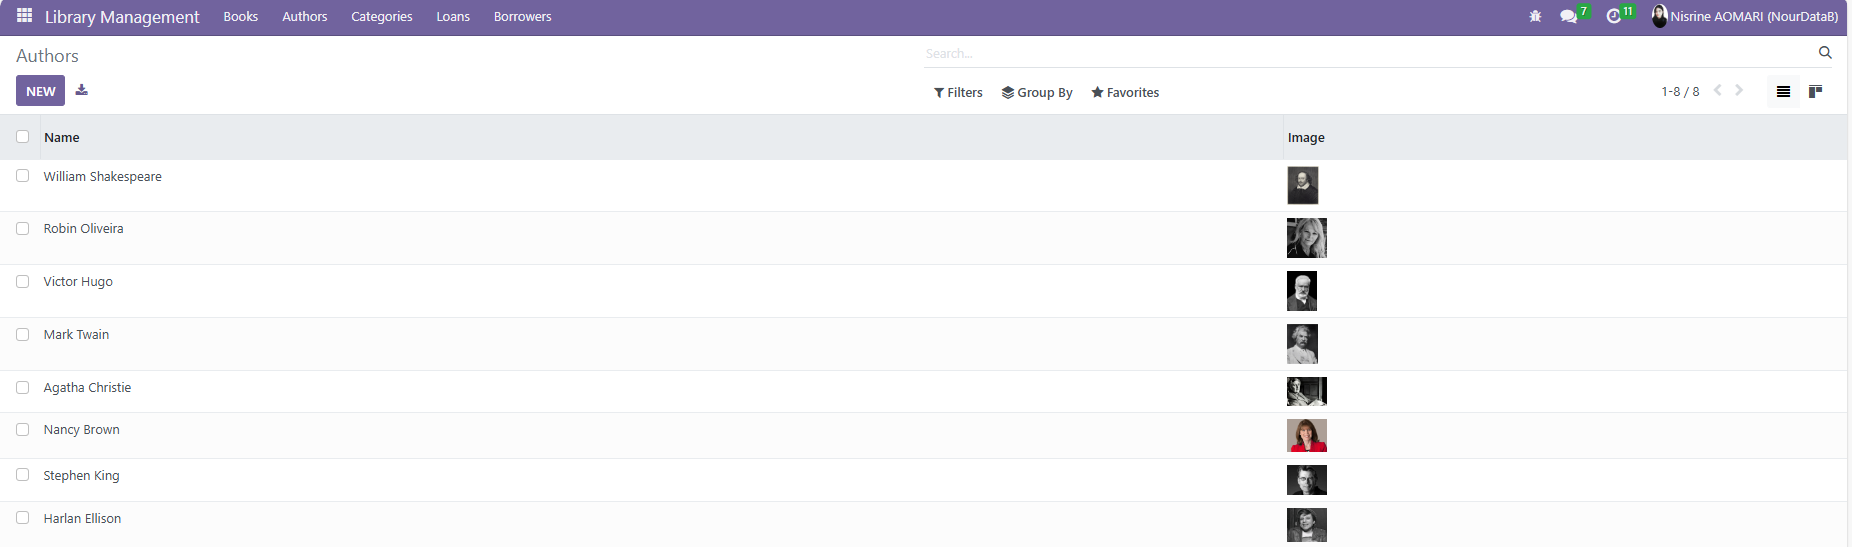 Library Management Books Authors Categories Loans Borrowers 7 11 Nisrine AOMARI (NourDataB)
Authors Search...
NEW Filters Group By Favorites 1-8 / 8
Name Image
William Shakespeare
Robin Oliveira
Victor Hugo
Mark Twain
Agatha Christie
Nancy Brown
Stephen King
Harlan Ellison